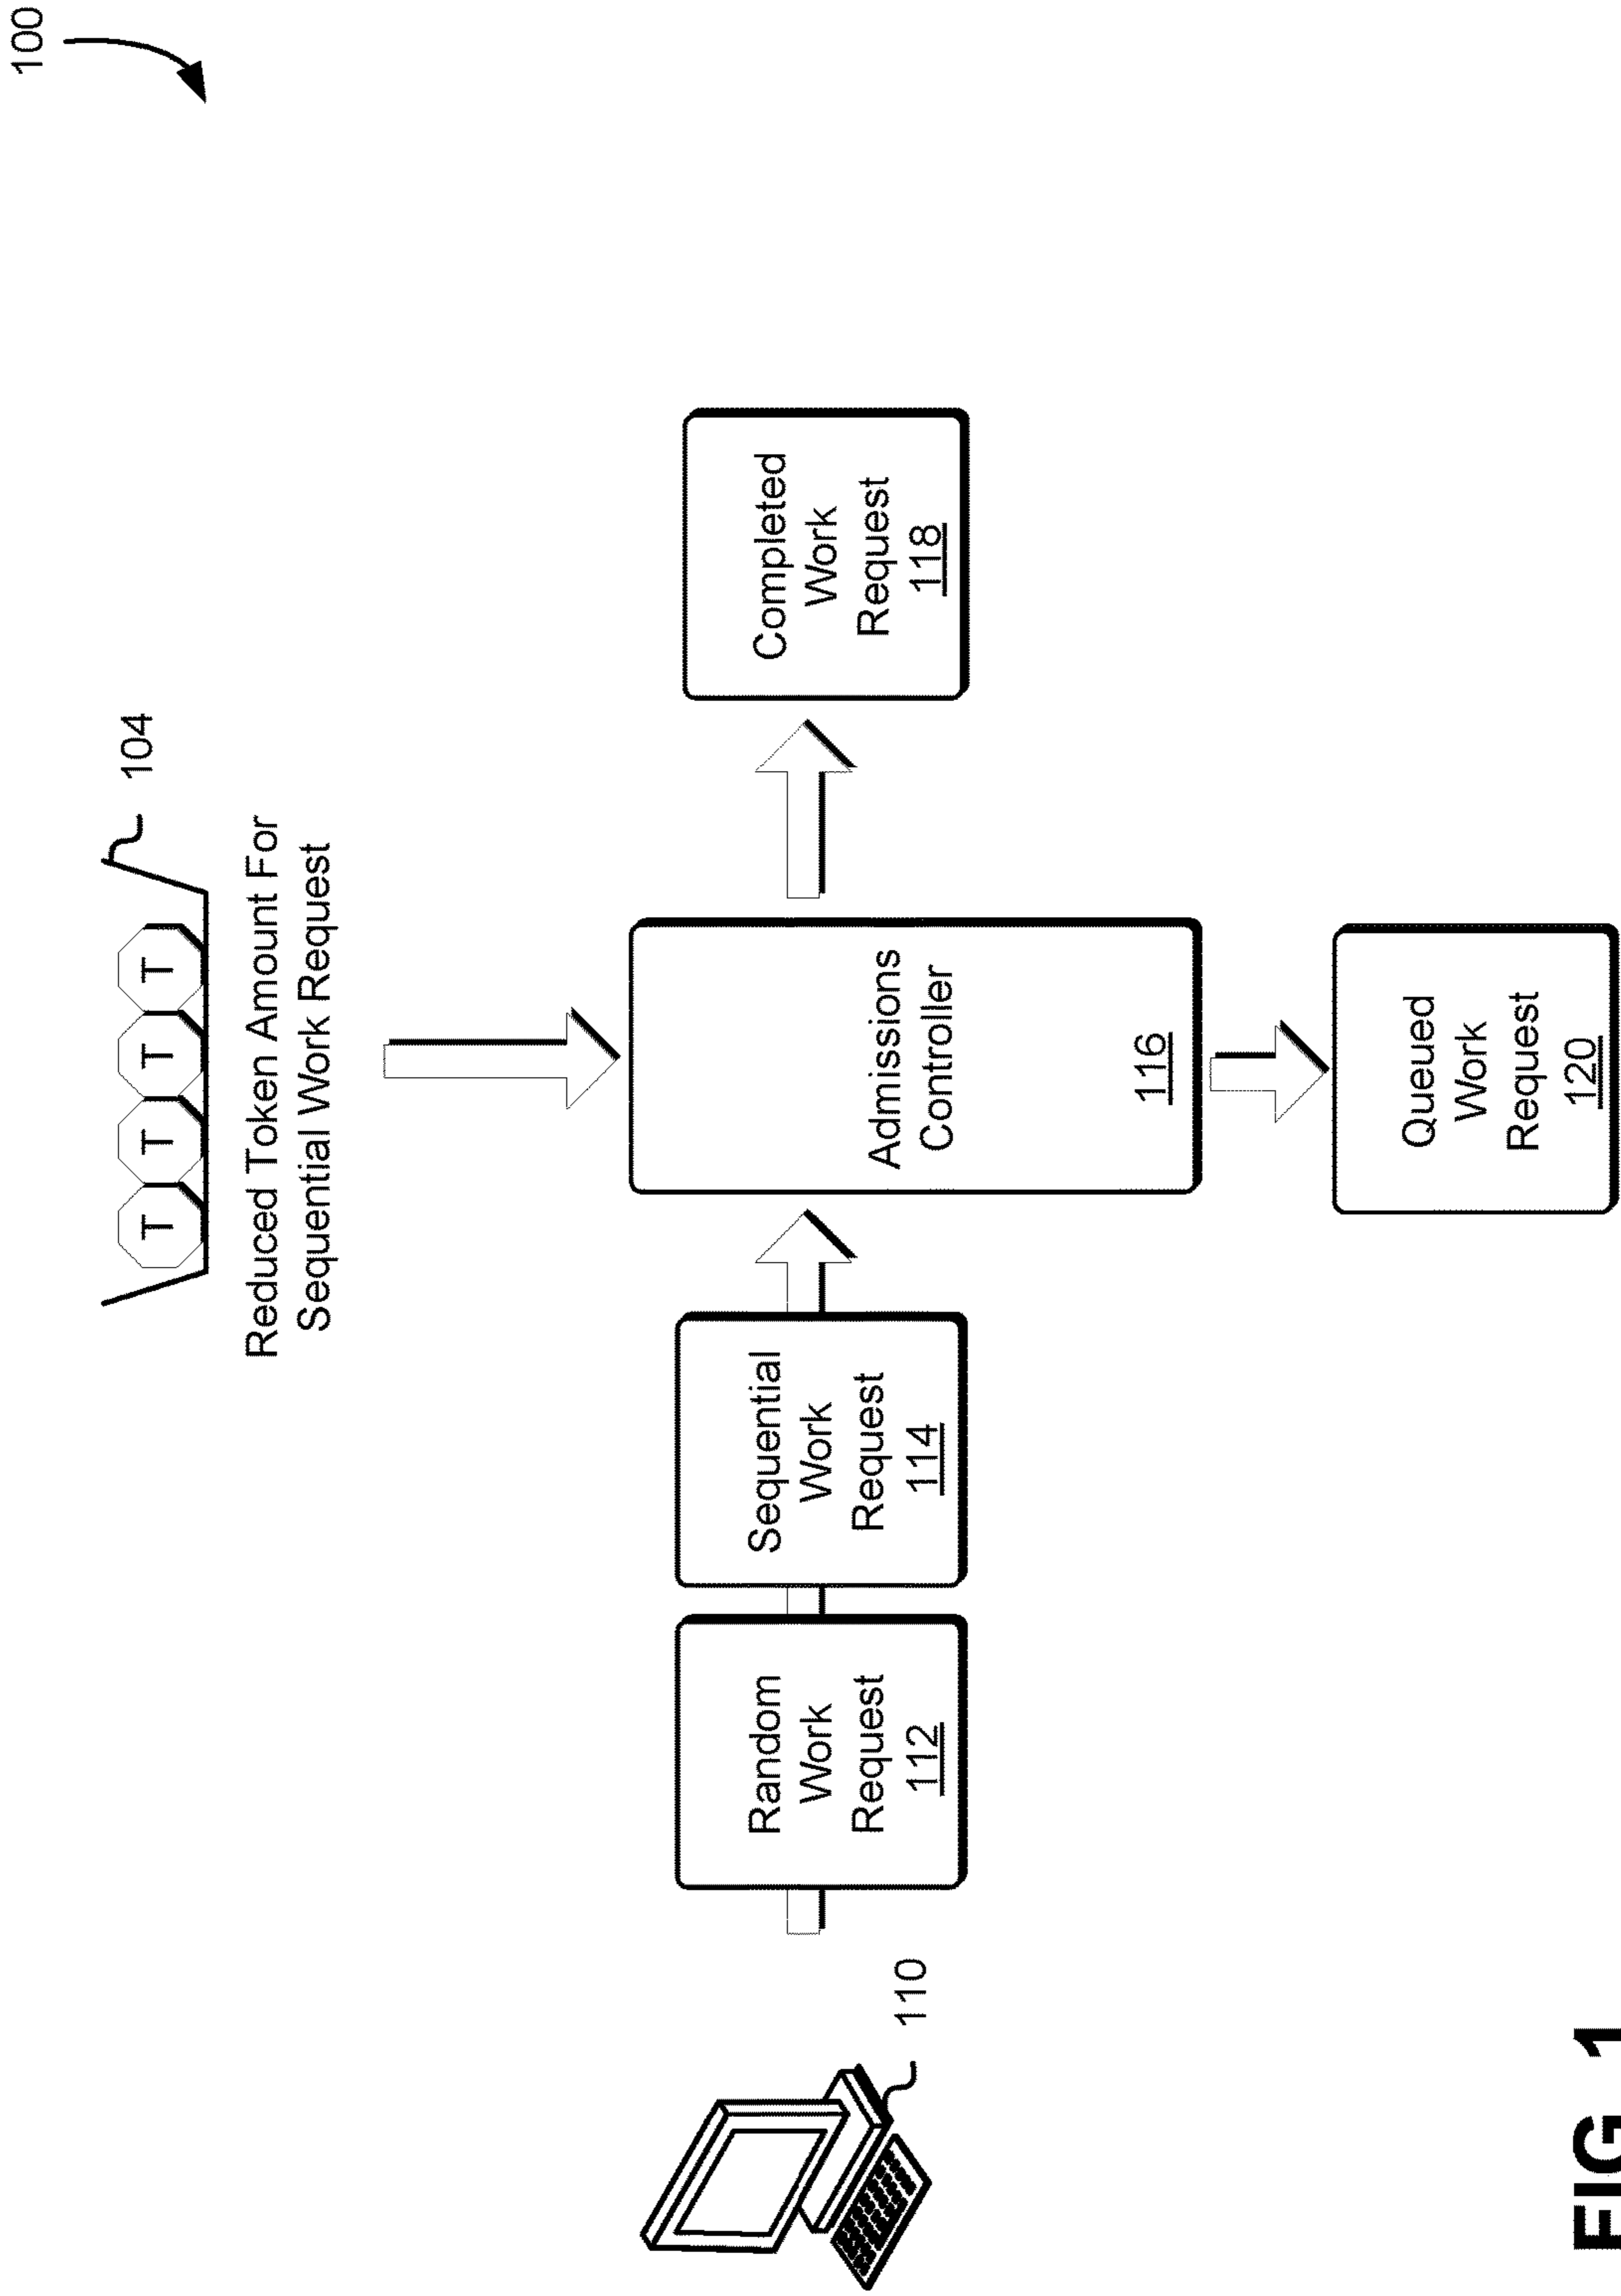 100
104
T T T T
Reduced Token Amount For
Sequential Work Request
110
Random
Work
Request
112
Sequential
Work
Request
114
Admissions
Controller
116
Completed
Work
Request
118
Queued
Work
Request
120
FIG. 1